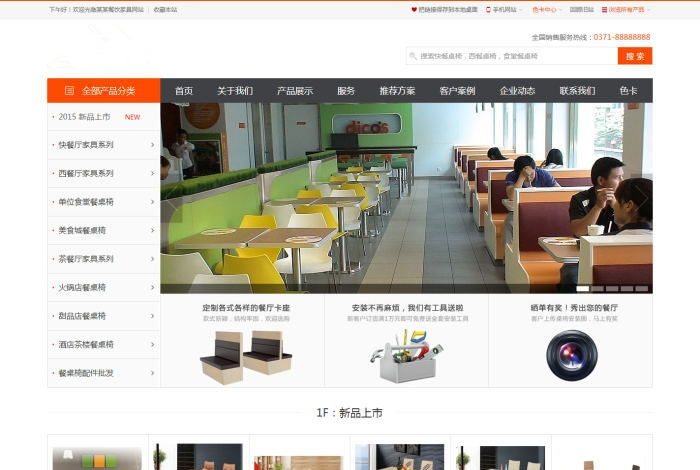 下午好！欢迎光临某某餐饮家具网站 | 收藏本站
把链接保存到本地桌面 手机网站 色卡中心 回顾旧站 浏览所有产品
全国销售服务热线：0371-88888888
搜索快餐桌椅，西餐桌椅，食堂餐桌椅 搜 索
全部产品分类 首页 关于我们 产品展示 服务 推荐方案 客户案例 企业动态 联系我们 色卡
2015 新品上市 NEW
快餐厅家具系列
西餐厅家具系列
单位食堂餐桌椅
美食城餐桌椅
茶餐厅家具系列
火锅店餐桌椅
甜品店餐桌椅
酒店茶楼餐桌椅
餐桌椅配件批发
dicos
定制各式各样的餐厅卡座
款式新颖，结构牢固，欢迎选购
安装不再麻烦，我们有工具送啦
新客户订货满1万元即可免费送全套安装工具
晒单有奖！秀出您的餐厅
客户上传桌椅安装图，马上有奖
1F：新品上市